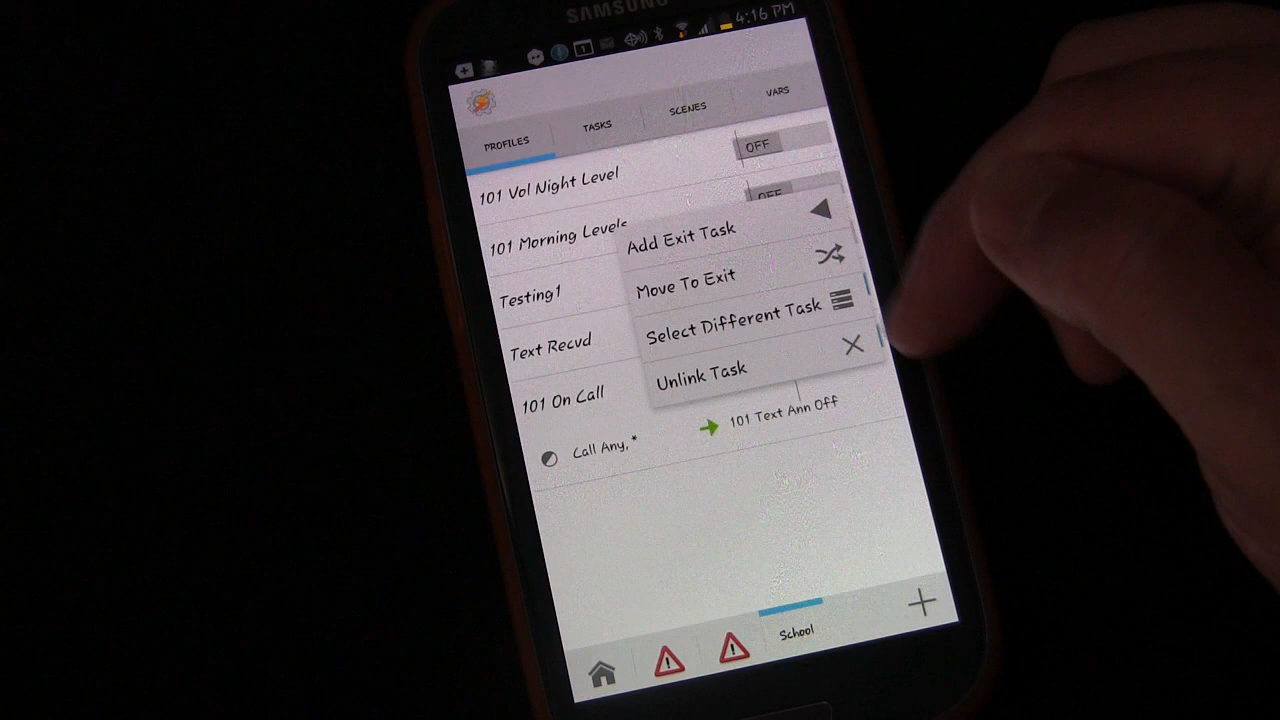 SAMSUNG
1 4:16 PM
PROFILES TASKS SCENES VARS
101 Vol Night Level OFF
101 Morning Levels OFF
Add Exit Task
Move To Exit
Testing1
Select Different Task
Text Recvd
Unlink Task
101 On Call
Call Any,* 101 Text Ann Off
School